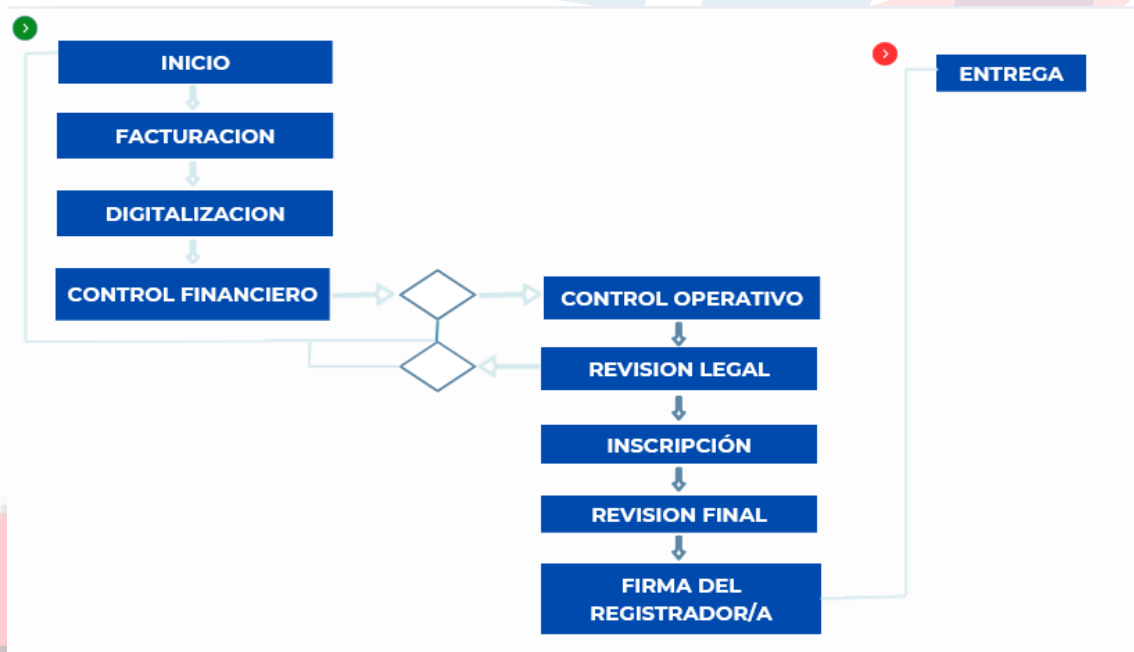 INICIO
FACTURACION
DIGITALIZACION
CONTROL FINANCIERO
CONTROL OPERATIVO
REVISION LEGAL
INSCRIPCIÓN
REVISION FINAL
FIRMA DEL
REGISTRADOR/A
ENTREGA